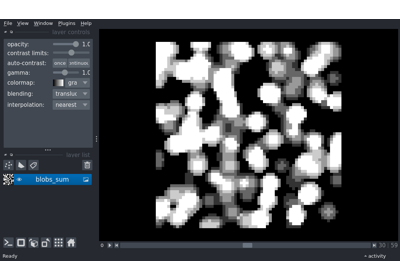 File View Window Plugins Help
layer controls
opacity: 1.0
contrast limits:
auto-contrast: once
gamma: 1.0
colormap: gra
blending: translu
interpolation: nearest
layer list
blobs_sum
0 30 59
Ready activity